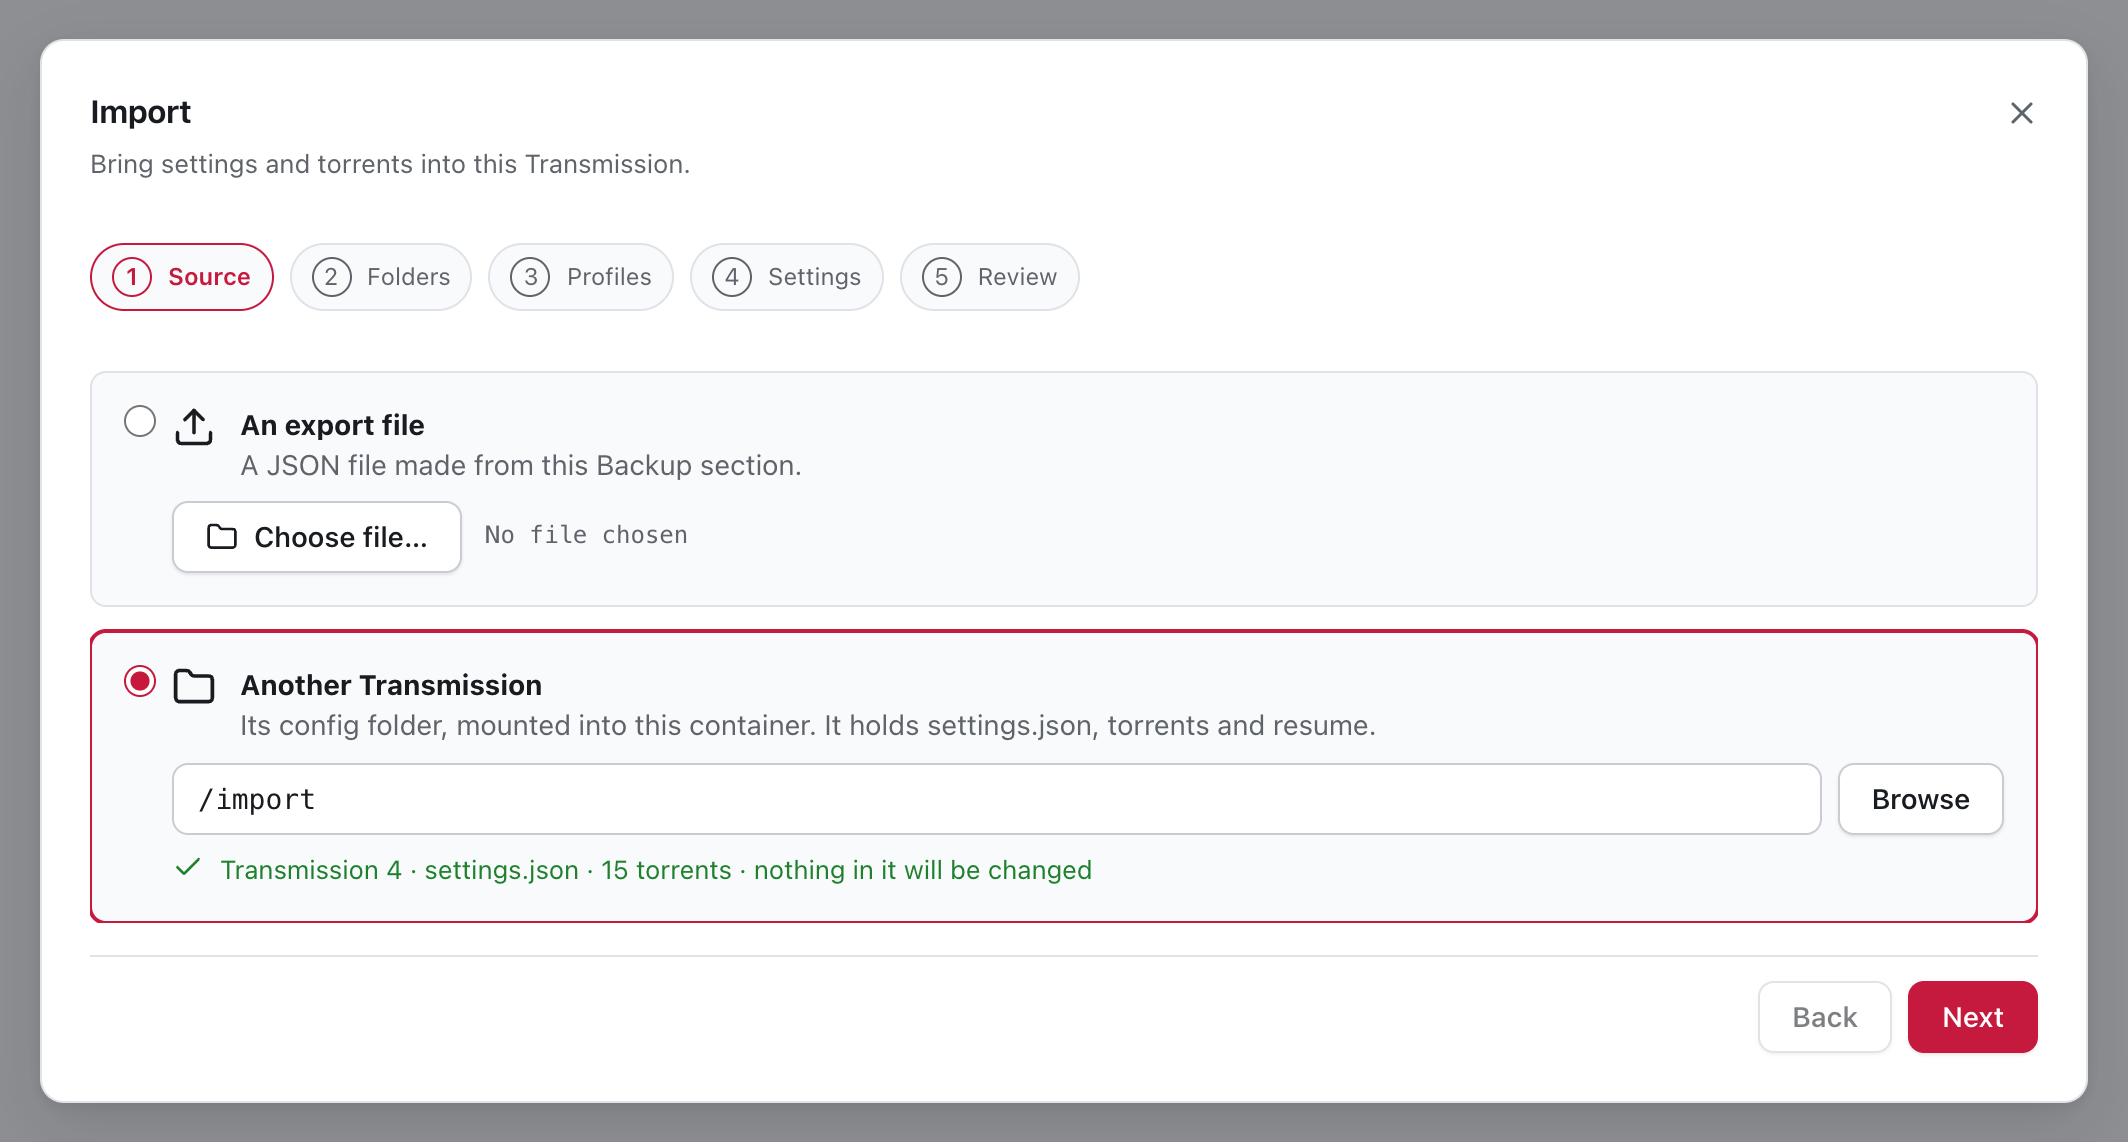 Import
Bring settings and torrents into this Transmission.
1 Source
2 Folders
3 Profiles
4 Settings
5 Review
An export file
A JSON file made from this Backup section.
Choose file...
No file chosen
Another Transmission
Its config folder, mounted into this container. It holds settings.json, torrents and resume.
/import
Browse
Transmission 4 · settings.json · 15 torrents · nothing in it will be changed
Back
Next